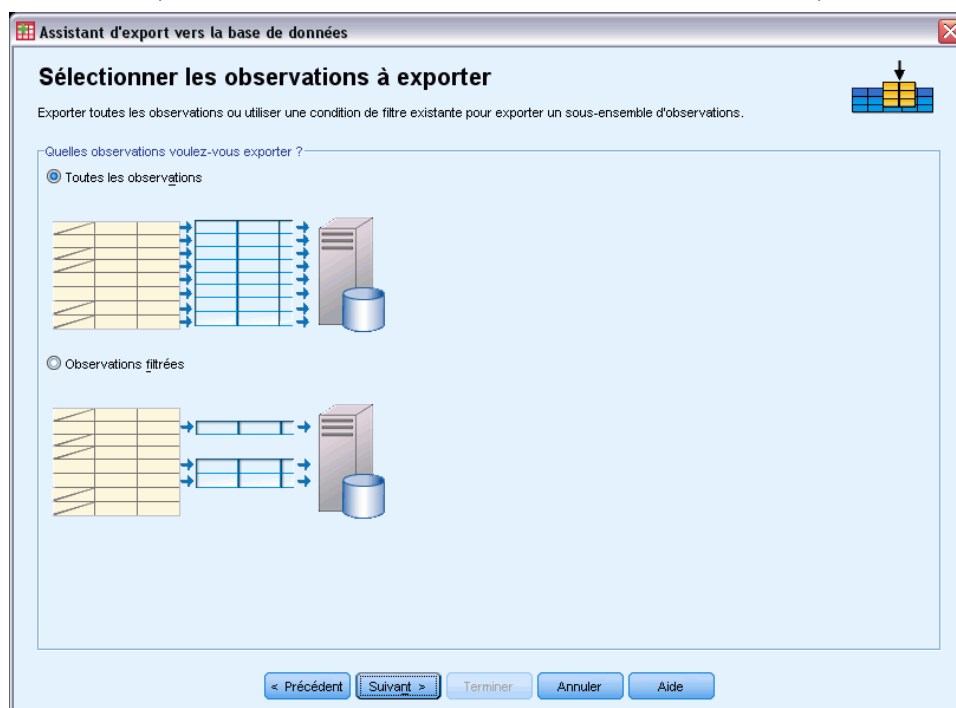 Assistant d'export vers la base de données
Sélectionner les observations à exporter
Exporter toutes les observations ou utiliser une condition de filtre existante pour exporter un sous-ensemble d'observations.
Quelles observations voulez-vous exporter ?
Toutes les observations
Observations filtrées
< Précédent
Suivant >
Terminer
Annuler
Aide